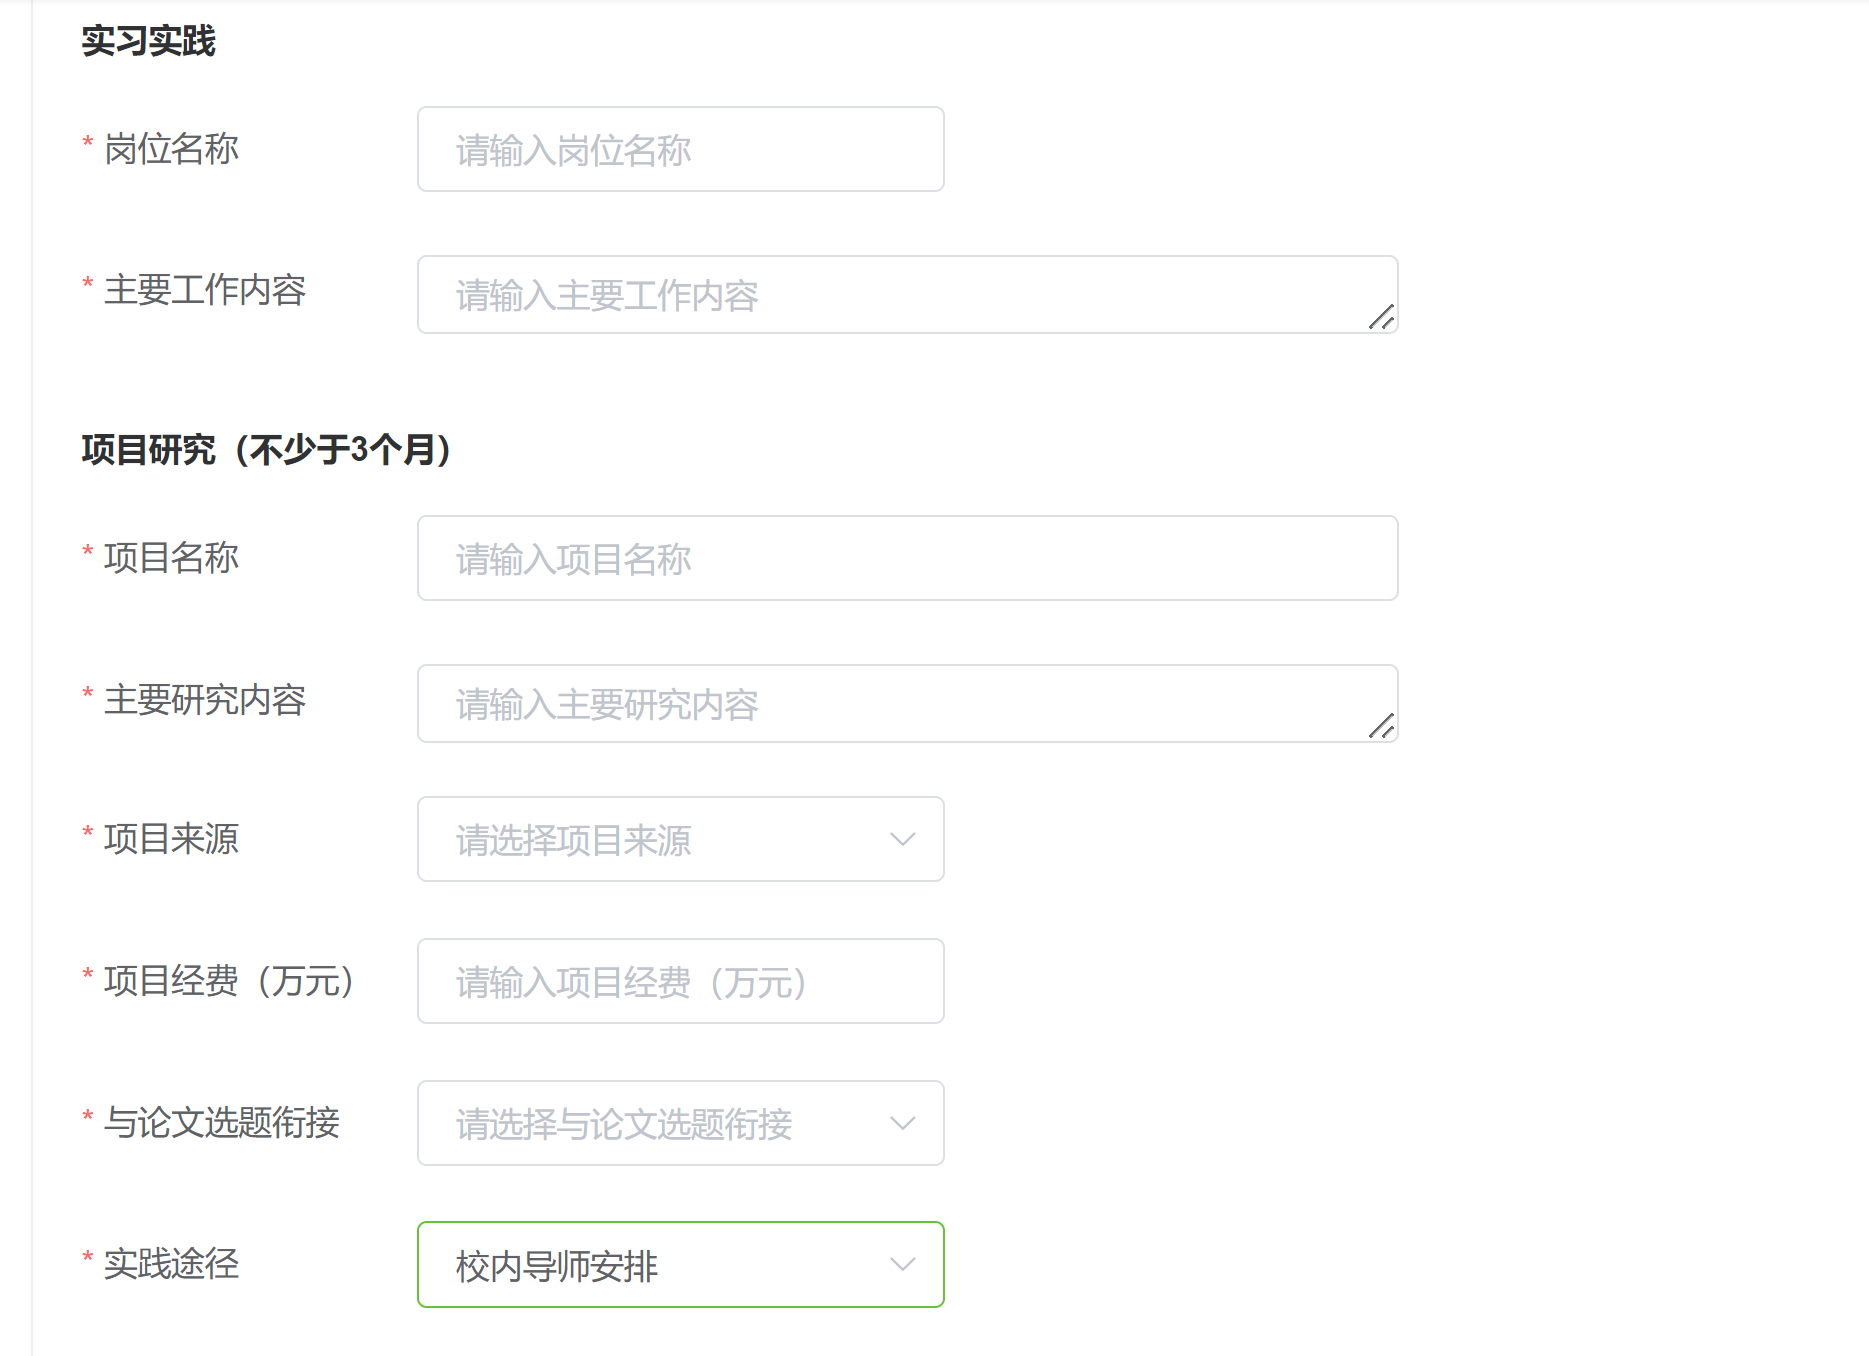 实习实践
* 岗位名称 请输入岗位名称
* 主要工作内容 请输入主要工作内容
项目研究（不少于3个月）
* 项目名称 请输入项目名称
* 主要研究内容 请输入主要研究内容
* 项目来源 请选择项目来源
* 项目经费（万元） 请输入项目经费（万元）
* 与论文选题衔接 请选择与论文选题衔接
* 实践途径 校内导师安排